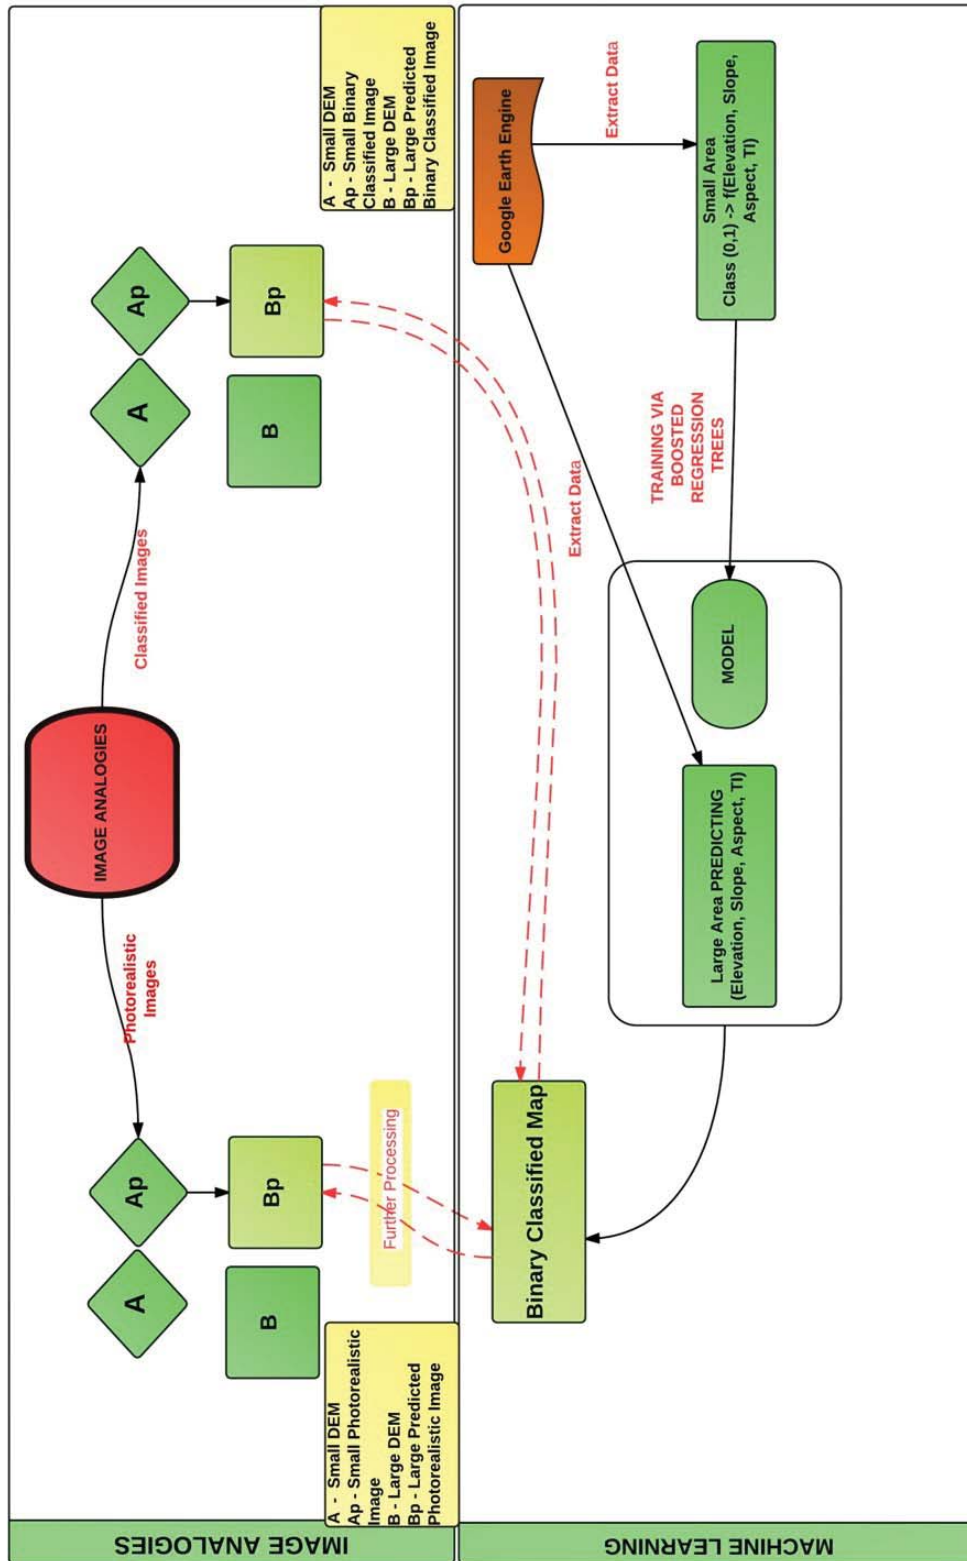 IMAGE ANALOGIES
A - Small DEM
Ap - Small Photorealistic
Image
B - Large DEM
Bp - Large Predicted
Photorealistic Image
A
Ap
B
Bp
Photorealistic
Images
IMAGE ANALOGIES
Classified Images
A
Ap
B
Bp
A - Small DEM
Ap - Small Binary
Classified Image
B - Large DEM
Bp - Large Predicted
Binary Classified Image
Further Processing
MACHINE LEARNING
Binary Classified Map
Large Area PREDICTING
(Elevation, Slope, Aspect, TI)
MODEL
Extract Data
TRAINING VIA
BOOSTED
REGRESSION
TREES
Google Earth Engine
Extract Data
Small Area
Class (0,1) -> f(Elevation, Slope,
Aspect, TI)